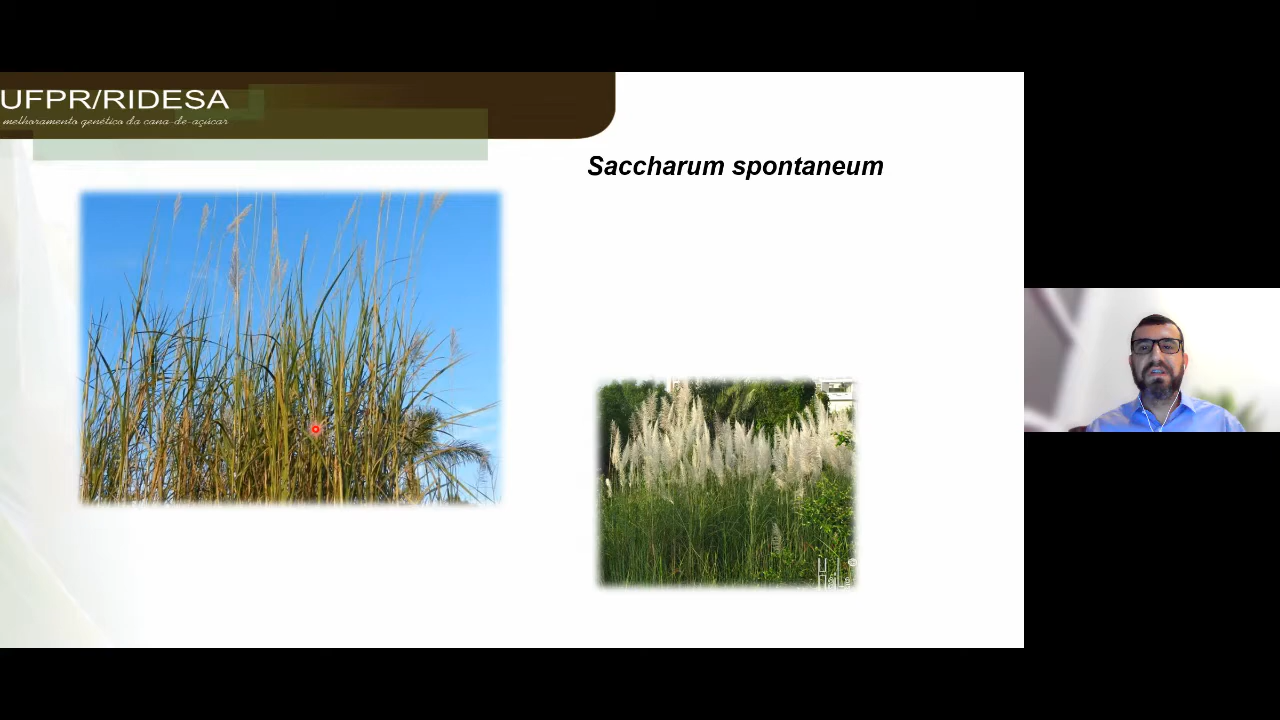 UFPR/RIDESA
melhoramento genético da cana-de-açúcar
Saccharum spontaneum